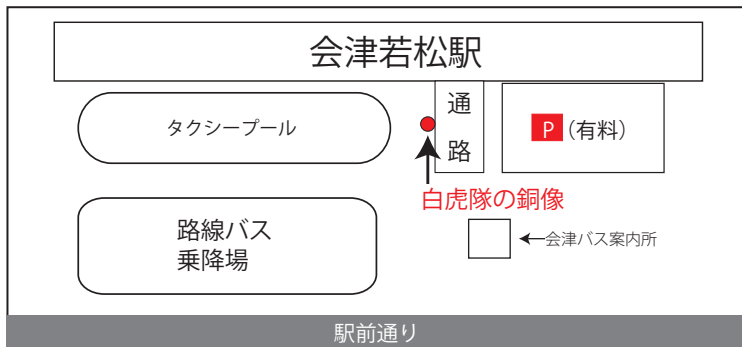 会津若松駅
タクシープール
通
路
P (有料)
白虎隊の銅像
路線バス
乗降場
会津バス案内所
駅前通り